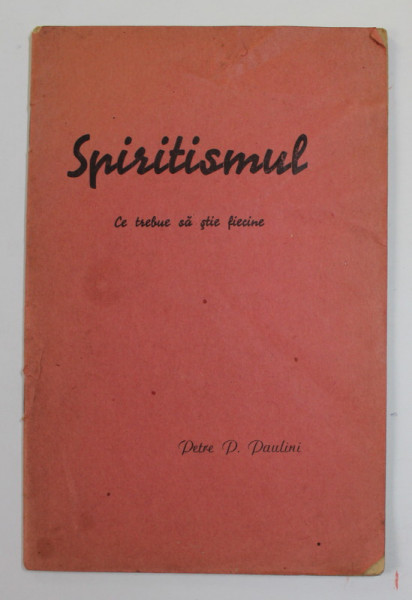 Spiritismul
Ce trebue să știe fiecine
Petre P. Paulini